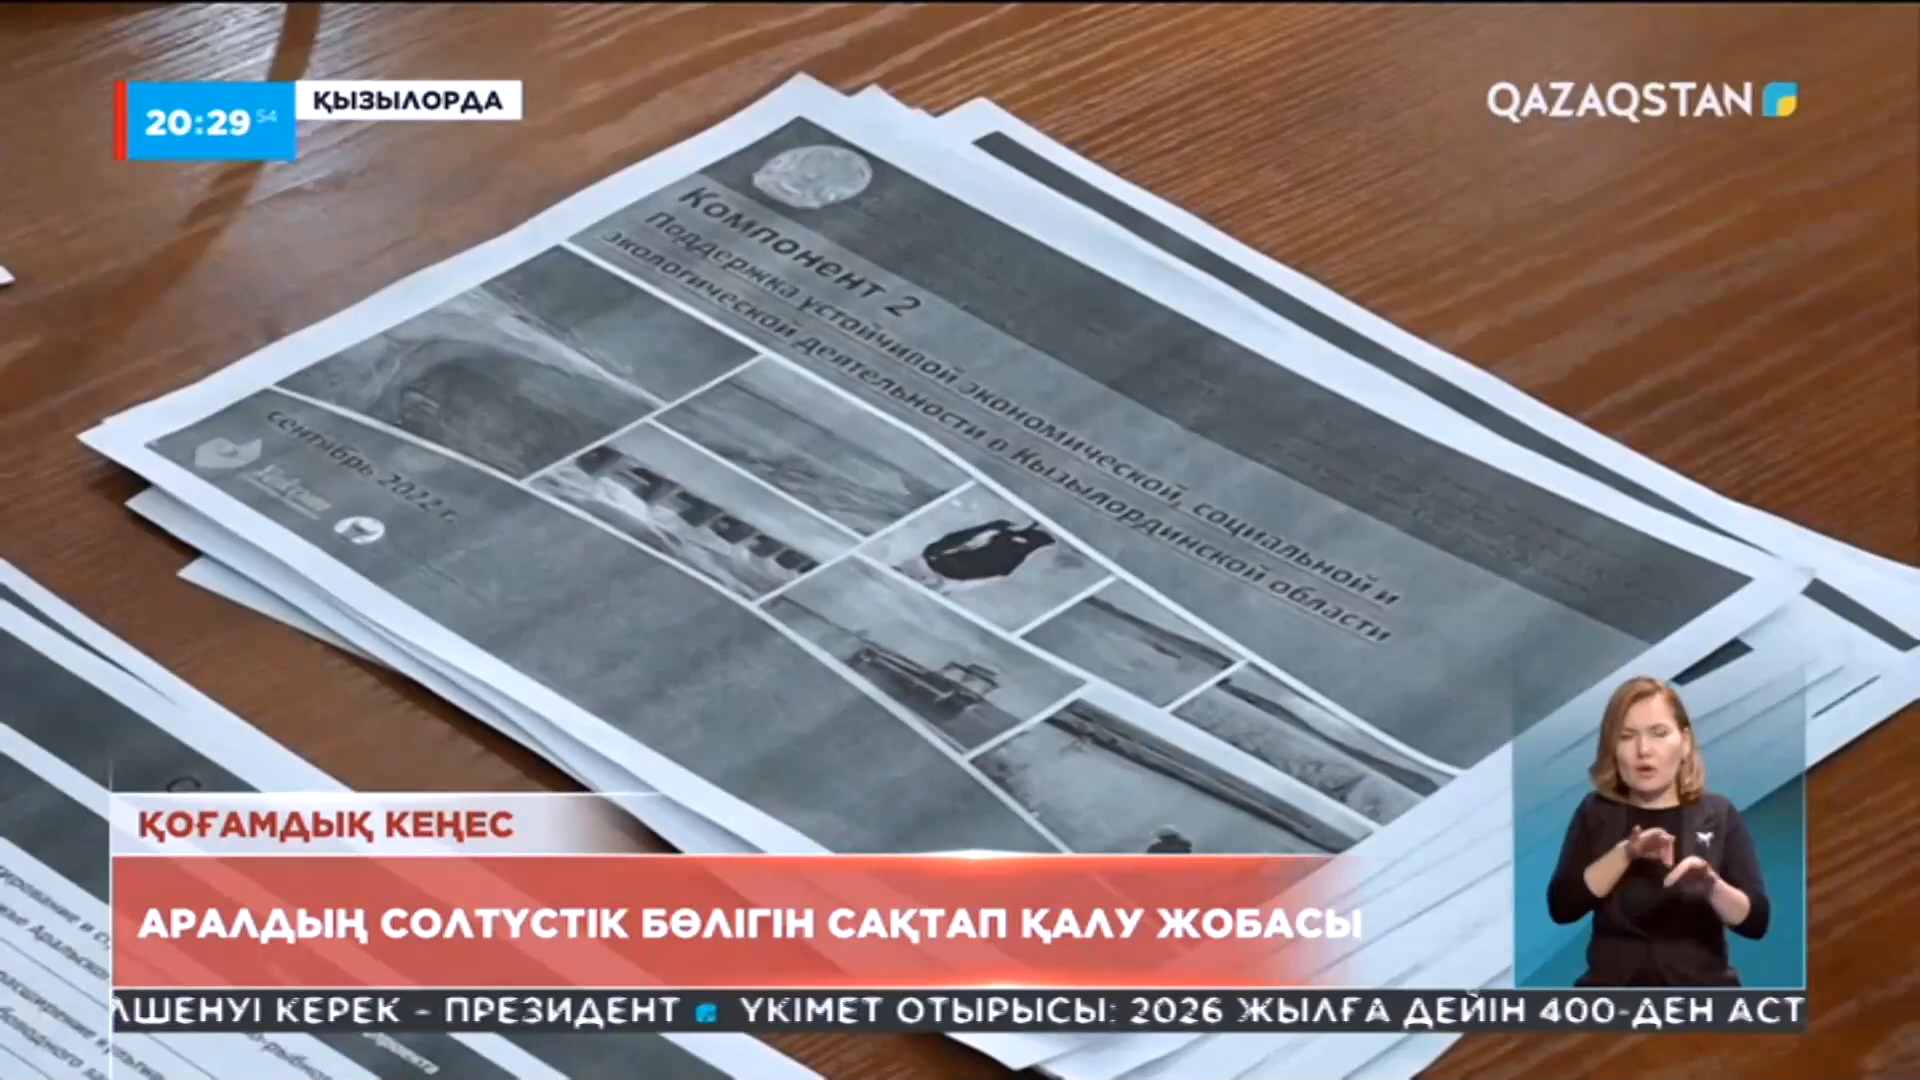 20:29 54
ҚЫЗЫЛОРДА
QAZAQSTAN
Компонент 2
Поддержка устойчивой экономической, социальной и
экологической деятельности в Кызылординской области
сентябрь 2022 г.
ҚОҒАМДЫҚ КЕҢЕС
АРАЛДЫҢ СОЛТҮСТІК БӨЛІГІН САҚТАП ҚАЛУ ЖОБАСЫ
ЛШЕНУІ КЕРЕК - ПРЕЗИДЕНТ ҮКІМЕТ ОТЫРЫСЫ: 2026 ЖЫЛҒА ДЕЙІН 400-ДЕН АСТ